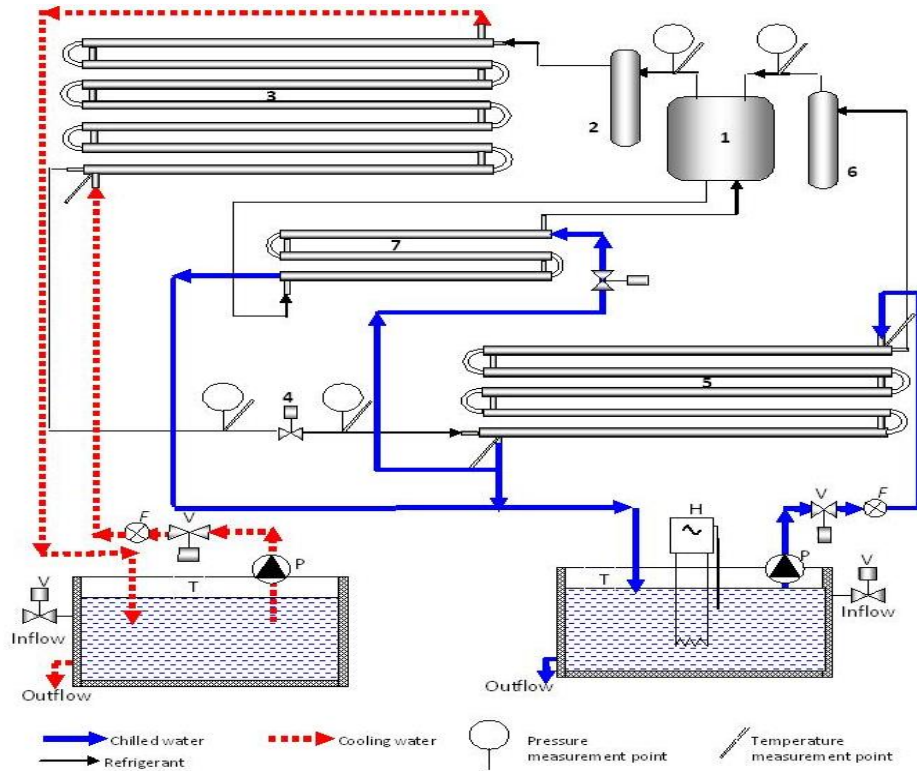 3
2
1
6
7
5
4
F
V
P
H
V
F
P
V
T
Inflow
Outflow
T
V
Inflow
Outflow
Chilled water
Cooling water
Refrigerant
Pressure
measurement point
Temperature
measurement point